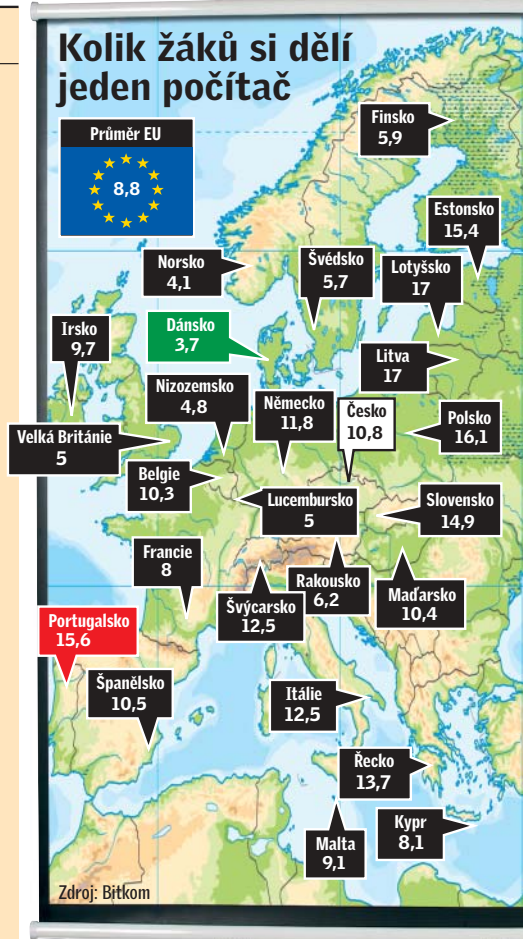 Kolik žáků si dělí
jeden počítač
Průměr EU
8,8
Finsko
5,9
Estonsko
15,4
Norsko
4,1
Švédsko
5,7
Lotyšsko
17
Irsko
9,7
Dánsko
3,7
Litva
17
Nizozemsko
4,8
Německo
11,8
Česko
10,8
Polsko
16,1
Velká Británie
5
Belgie
10,3
Lucembursko
5
Slovensko
14,9
Francie
8
Švýcarsko
12,5
Rakousko
6,2
Maďarsko
10,4
Portugalsko
15,6
Španělsko
10,5
Itálie
12,5
Řecko
13,7
Malta
9,1
Kypr
8,1
Zdroj: Bitkom